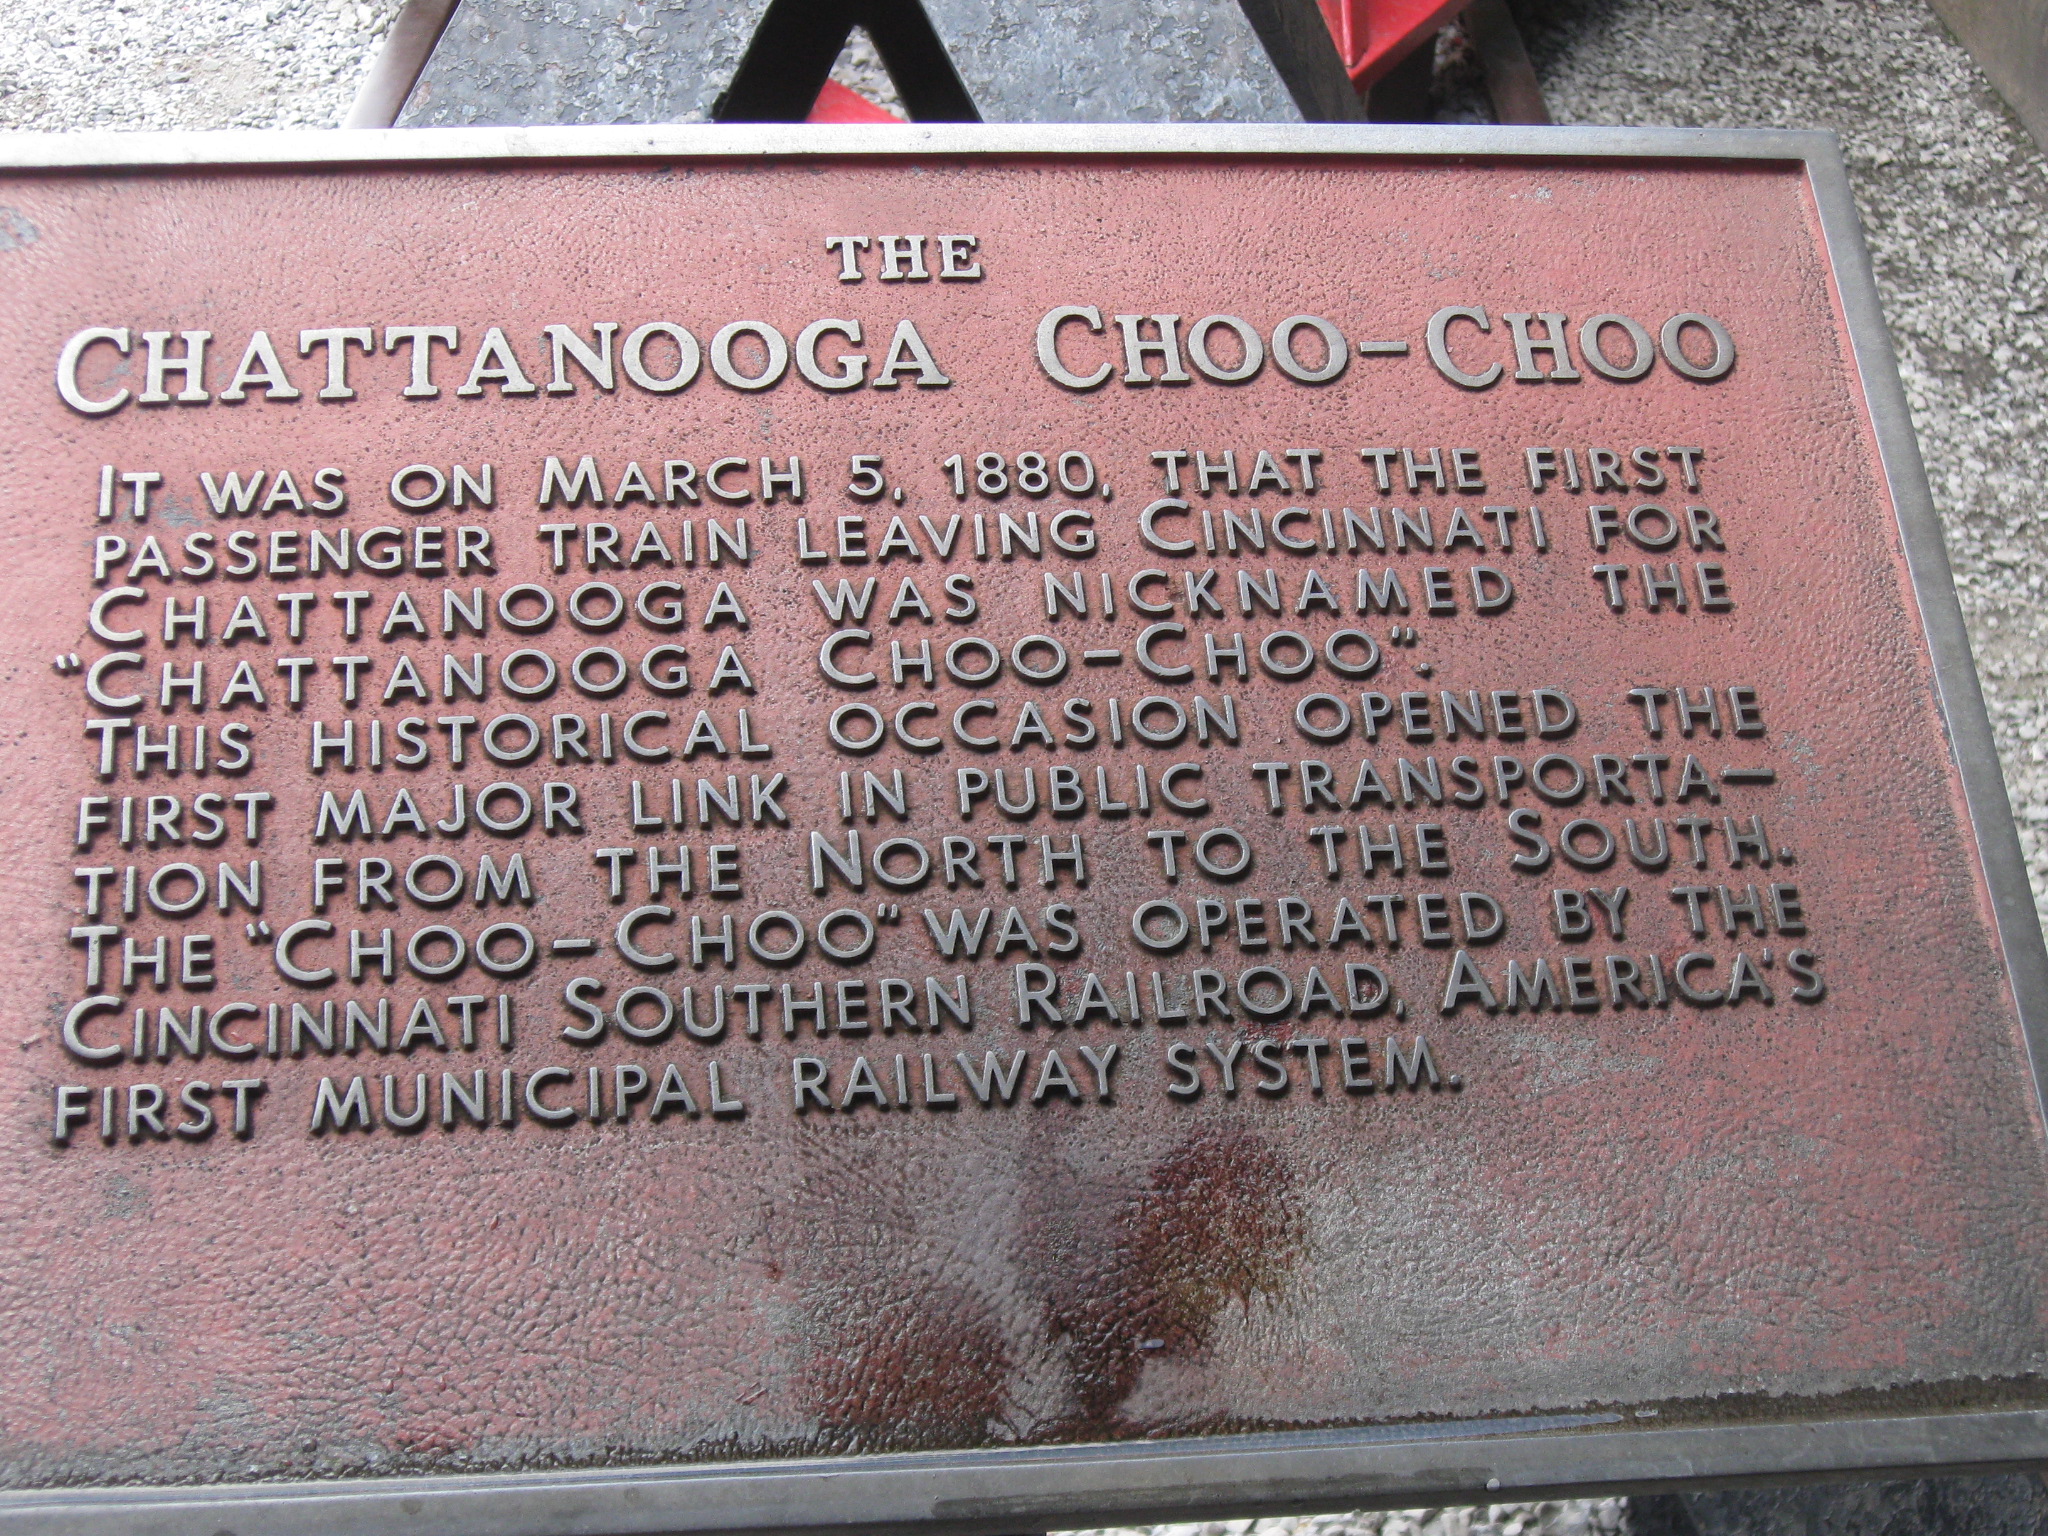 THE
CHATTANOOGA CHOO-CHOO
IT WAS ON MARCH 5, 1880, THAT THE FIRST
PASSENGER TRAIN LEAVING CINCINNATI FOR
CHATTANOOGA WAS NICKNAMED THE
"CHATTANOOGA CHOO-CHOO".
THIS HISTORICAL OCCASION OPENED THE
FIRST MAJOR LINK IN PUBLIC TRANSPORTA-
TION FROM THE NORTH TO THE SOUTH.
THE "CHOO-CHOO" WAS OPERATED BY THE
CINCINNATI SOUTHERN RAILROAD, AMERICA'S
FIRST MUNICIPAL RAILWAY SYSTEM.